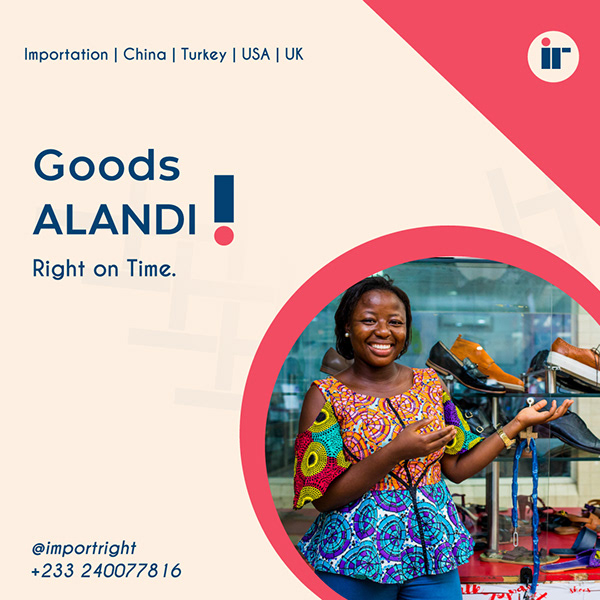 Importation | China | Turkey | USA | UK
ir
Goods
ALANDI!
Right on Time.
@importright
+233 240077816